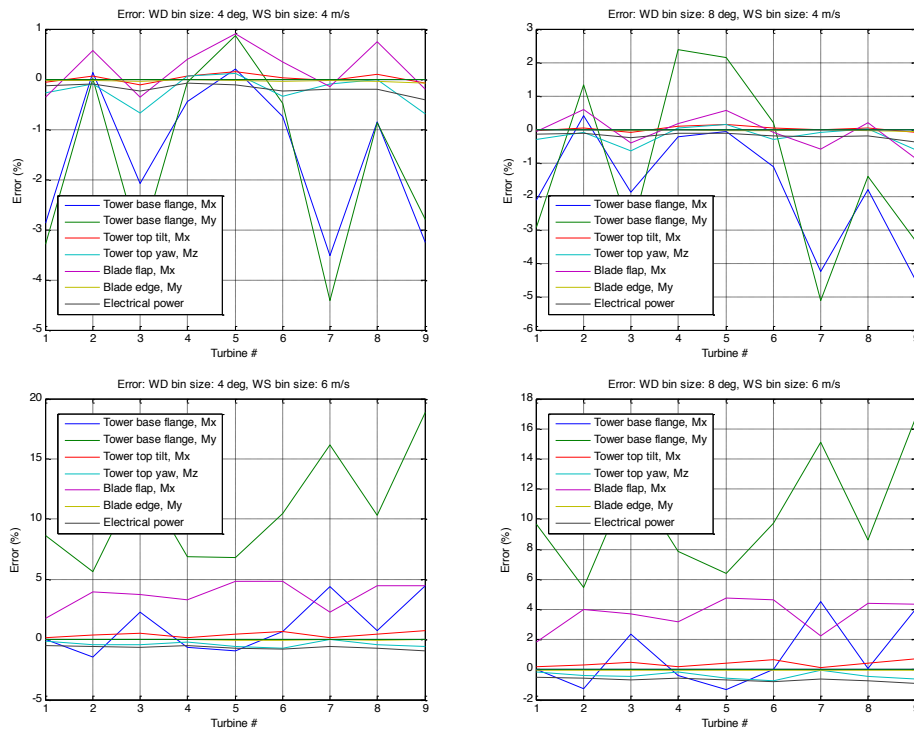 Error: WD bin size: 4 deg, WS bin size: 4 m/s
1
0
-1
-2
-3
-4
-5
Error (%)
Tower base flange, Mx
Tower base flange, My
Tower top tilt, Mx
Tower top yaw, Mz
Blade flap, Mx
Blade edge, My
Electrical power
1 2 3 4 5 6 7 8 9
Turbine #
Error: WD bin size: 8 deg, WS bin size: 4 m/s
3
2
1
0
-1
-2
-3
-4
-5
-6
Error (%)
Tower base flange, Mx
Tower base flange, My
Tower top tilt, Mx
Tower top yaw, Mz
Blade flap, Mx
Blade edge, My
Electrical power
1 2 3 4 5 6 7 8 9
Turbine #
Error: WD bin size: 4 deg, WS bin size: 6 m/s
20
15
10
5
0
-5
Error (%)
Tower base flange, Mx
Tower base flange, My
Tower top tilt, Mx
Tower top yaw, Mz
Blade flap, Mx
Blade edge, My
Electrical power
1 2 3 4 5 6 7 8 9
Turbine #
Error: WD bin size: 8 deg, WS bin size: 6 m/s
18
16
14
12
10
8
6
4
2
0
-2
Error (%)
Tower base flange, Mx
Tower base flange, My
Tower top tilt, Mx
Tower top yaw, Mz
Blade flap, Mx
Blade edge, My
Electrical power
1 2 3 4 5 6 7 8 9
Turbine #